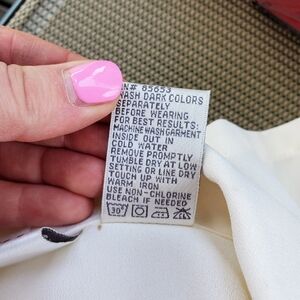 RN# 85653
WASH DARK COLORS
SEPARATELY
BEFORE WEARING
FOR BEST RESULTS:
MACHINE WASH GARMENT
INSIDE OUT IN
COLD WATER
REMOVE PROMPTLY
TUMBLE DRY AT LOW
SETTING OR LINE DRY
TOUCH UP WITH
WARM IRON
USE NON-CHLORINE
BLEACH IF NEEDED
30°